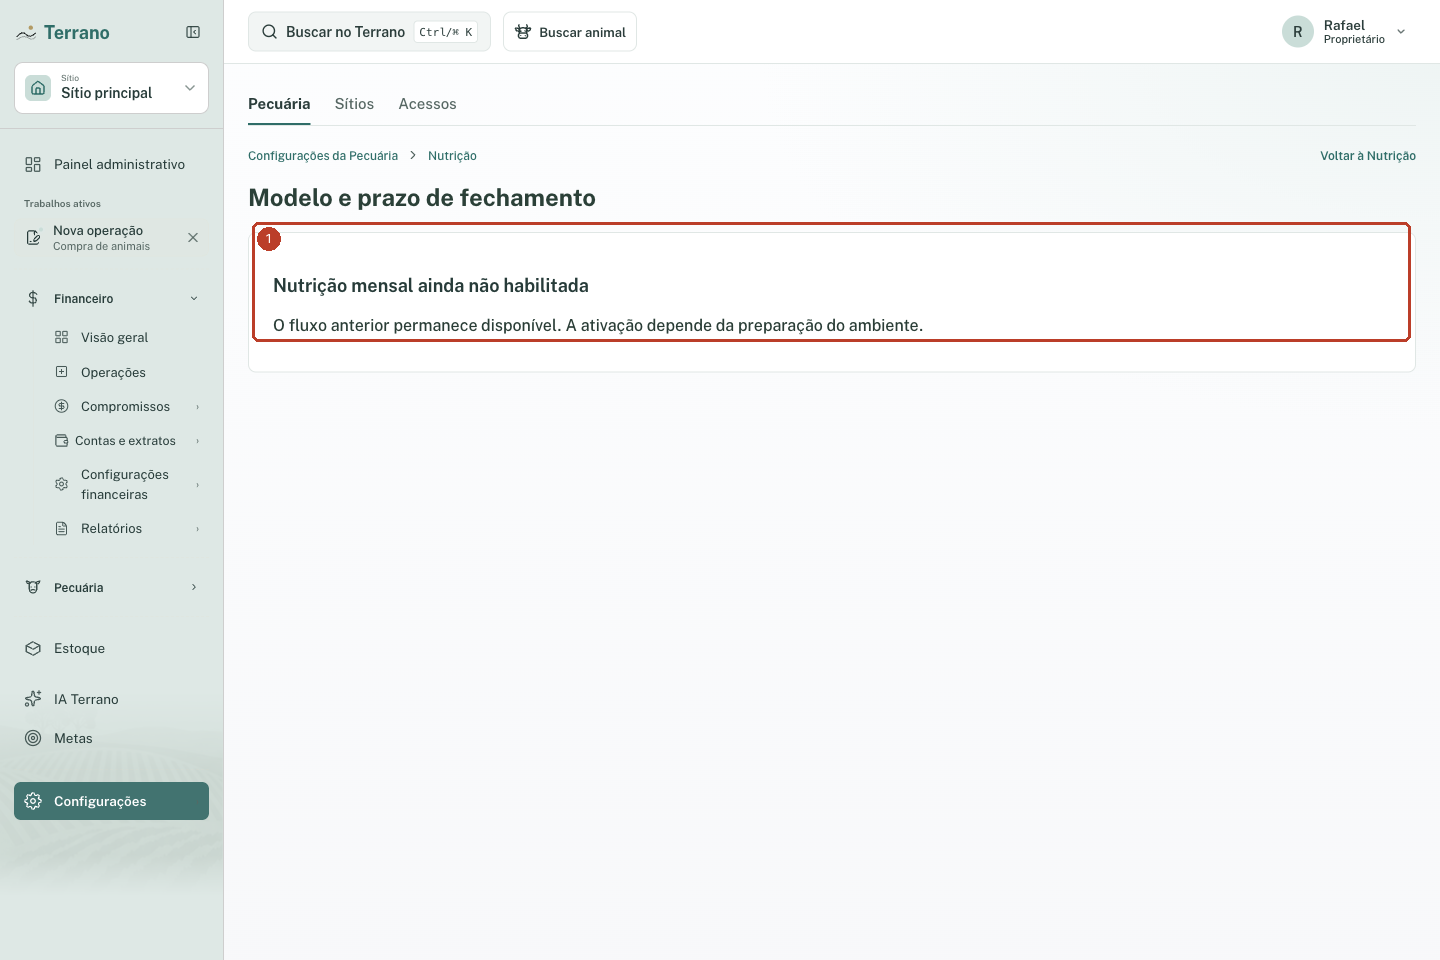 Terrano
Sítio
Sítio principal
Painel administrativo
Trabalhos ativos
Nova operação
Compra de animais
Financeiro
Visão geral
Operações
Compromissos
Contas e extratos
Configurações
financeiras
Relatórios
Pecuária
Estoque
IA Terrano
Metas
Configurações
Buscar no Terrano Ctrl/⌘ K
Buscar animal
R
Rafael
Proprietário
Pecuária Sítios Acessos
Configurações da Pecuária > Nutrição
Voltar à Nutrição
Modelo e prazo de fechamento
1
Nutrição mensal ainda não habilitada
O fluxo anterior permanece disponível. A ativação depende da preparação do ambiente.